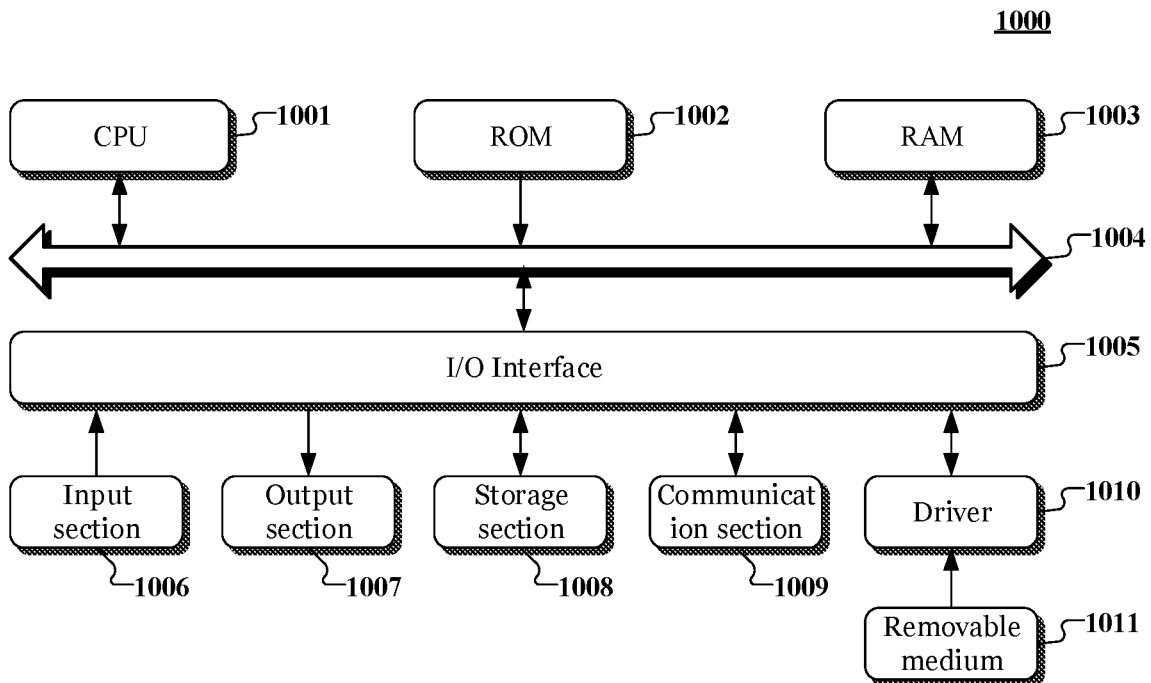 1000
CPU
1001
ROM
1002
RAM
1003
1004
I/O Interface
1005
Input
section
1006
Output
section
1007
Storage
section
1008
Communicat
ion section
1009
Driver
1010
Removable
medium
1011